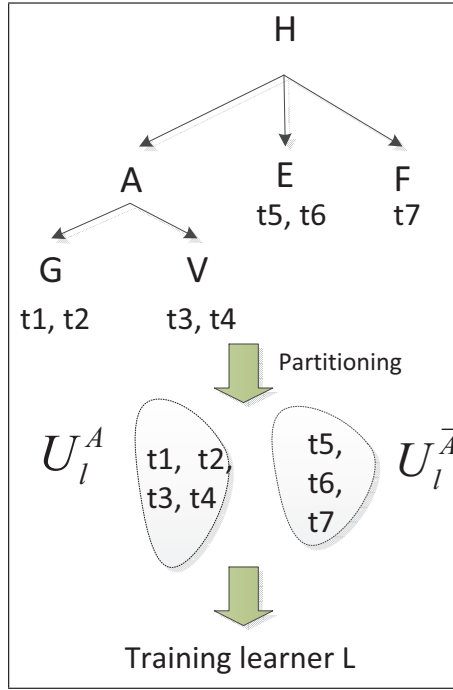 H
A E F
t5, t6 t7
G V
t1, t2 t3, t4
Partitioning
U_l^A t1, t2, t3, t4
t5, t6, t7 U_l^Ā
Training learner L